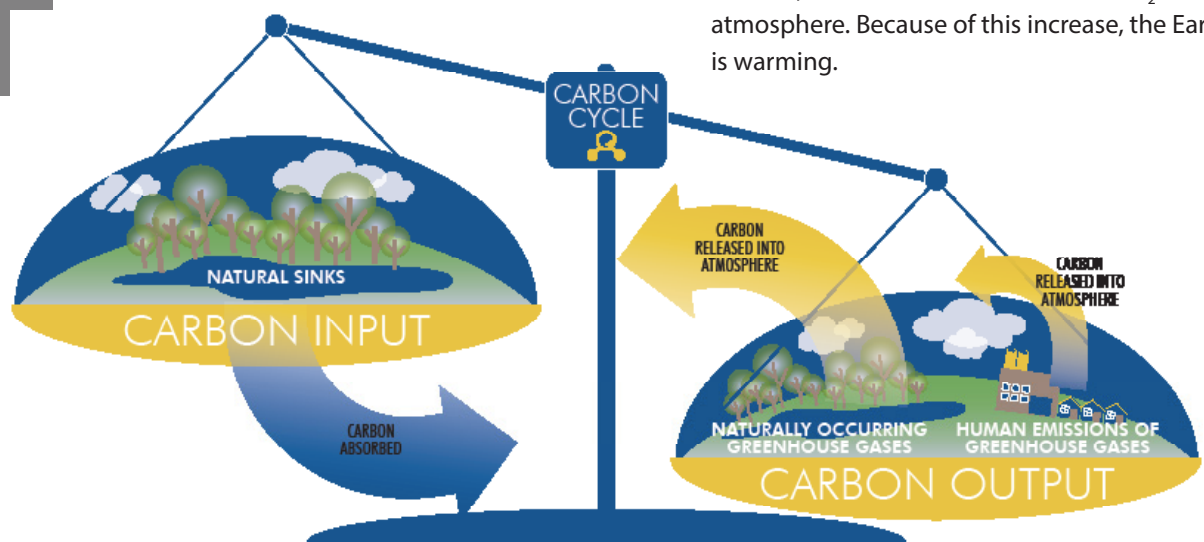 2
atmosphere. Because of this increase, the Ear
is warming.
CARBON
CYCLE
CARBON
RELEASED INTO
ATMOSPHERE
CARBON
RELEASED INTO
ATMOSPHERE
NATURAL SINKS
CARBON INPUT
CARBON
ABSORBED
NATURALLY OCCURRING
GREENHOUSE GASES
HUMAN EMISSIONS OF
GREENHOUSE GASES
CARBON OUTPUT